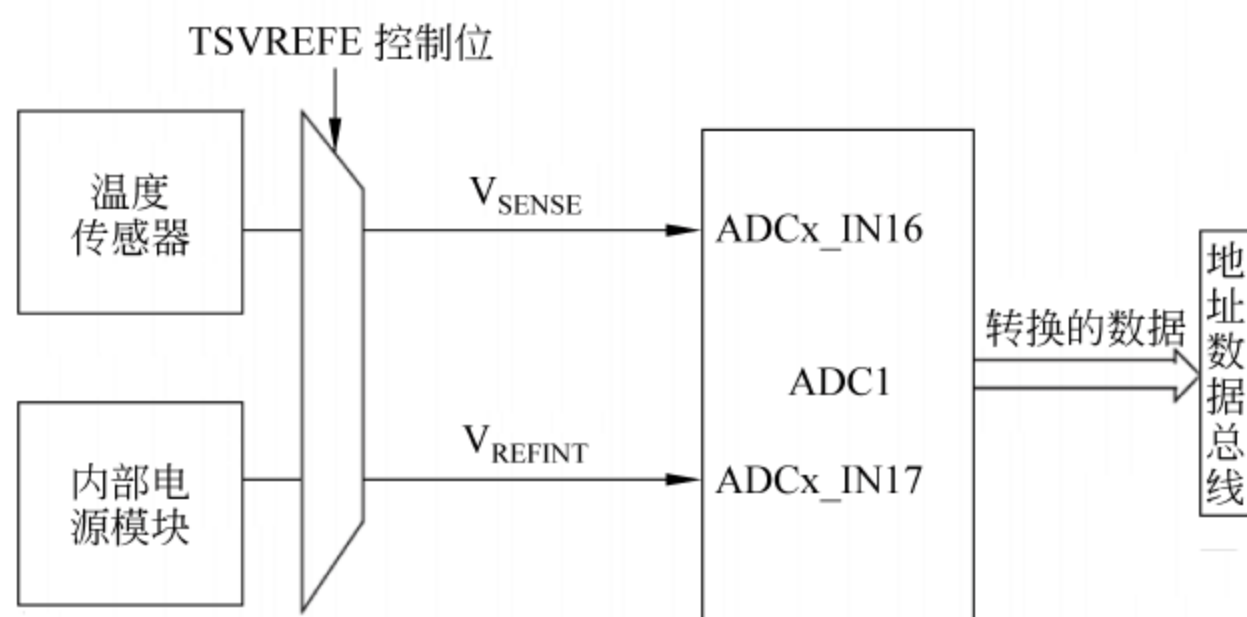 TSVREFE 控制位
温度
传感器
VSENSE
ADCx_IN16
转换的数据
ADC1
内部电
源模块
VREFINT
ADCx_IN17
地
址
数
据
总
线